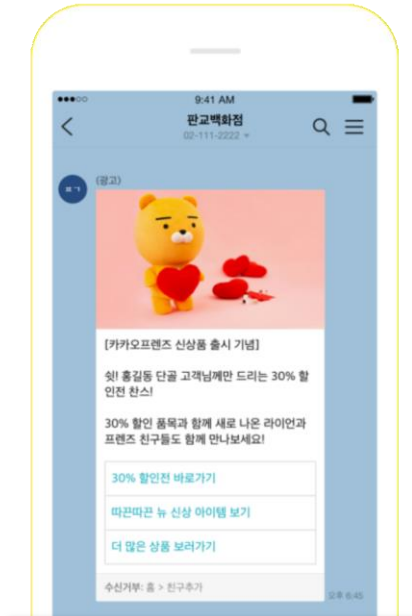 9:41 AM
판교백화점
02-111-2222
(광고)
[카카오프렌즈 신상품 출시 기념]
쉿! 홍길동 단골 고객님께만 드리는 30% 할
인전 찬스!
30% 할인 품목과 함께 새로 나온 라이언과
프렌즈 친구들도 함께 만나보세요!
30% 할인전 바로가기
따끈따끈 뉴 신상 아이템 보기
더 많은 상품 보러가기
수신거부: 홈 > 친구추가
오후 6:45